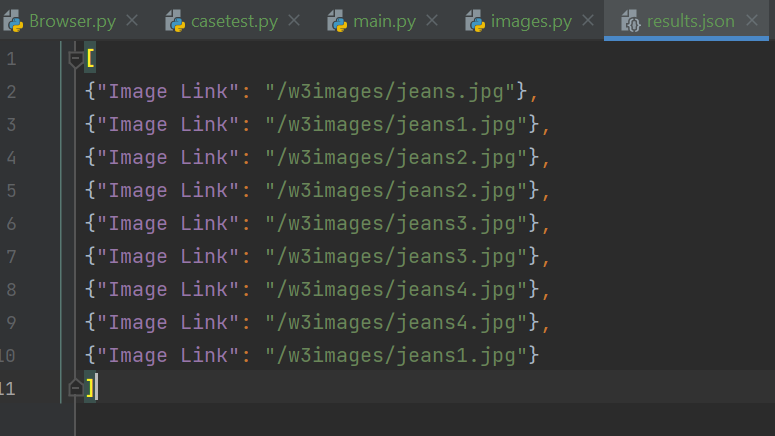 Browser.py casetest.py main.py images.py results.json
1 [
2 {"Image Link": "/w3images/jeans.jpg"},
3 {"Image Link": "/w3images/jeans1.jpg"},
4 {"Image Link": "/w3images/jeans2.jpg"},
5 {"Image Link": "/w3images/jeans2.jpg"},
6 {"Image Link": "/w3images/jeans3.jpg"},
7 {"Image Link": "/w3images/jeans3.jpg"},
8 {"Image Link": "/w3images/jeans4.jpg"},
9 {"Image Link": "/w3images/jeans4.jpg"},
10 {"Image Link": "/w3images/jeans1.jpg"}
11 ]